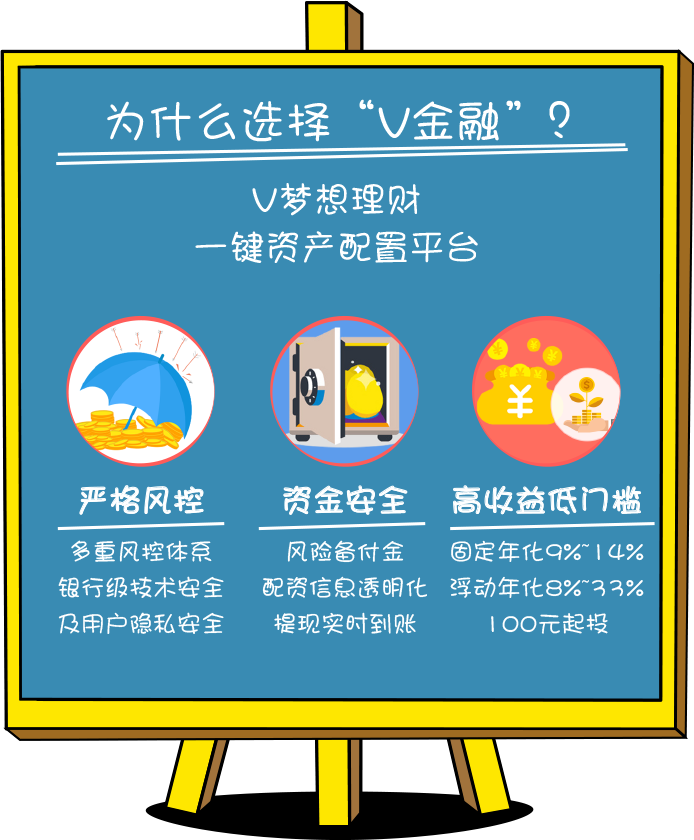 为什么选择“V金融”?
V梦想理财
一键资产配置平台
¥
¥
¥
¥
$
严格风控
资金安全
高收益低门槛
多重风控体系
银行级技术安全
及用户隐私安全
风险备付金
配资信息透明化
提现实时到账
固定年化9%~14%
浮动年化8%~33%
100元起投